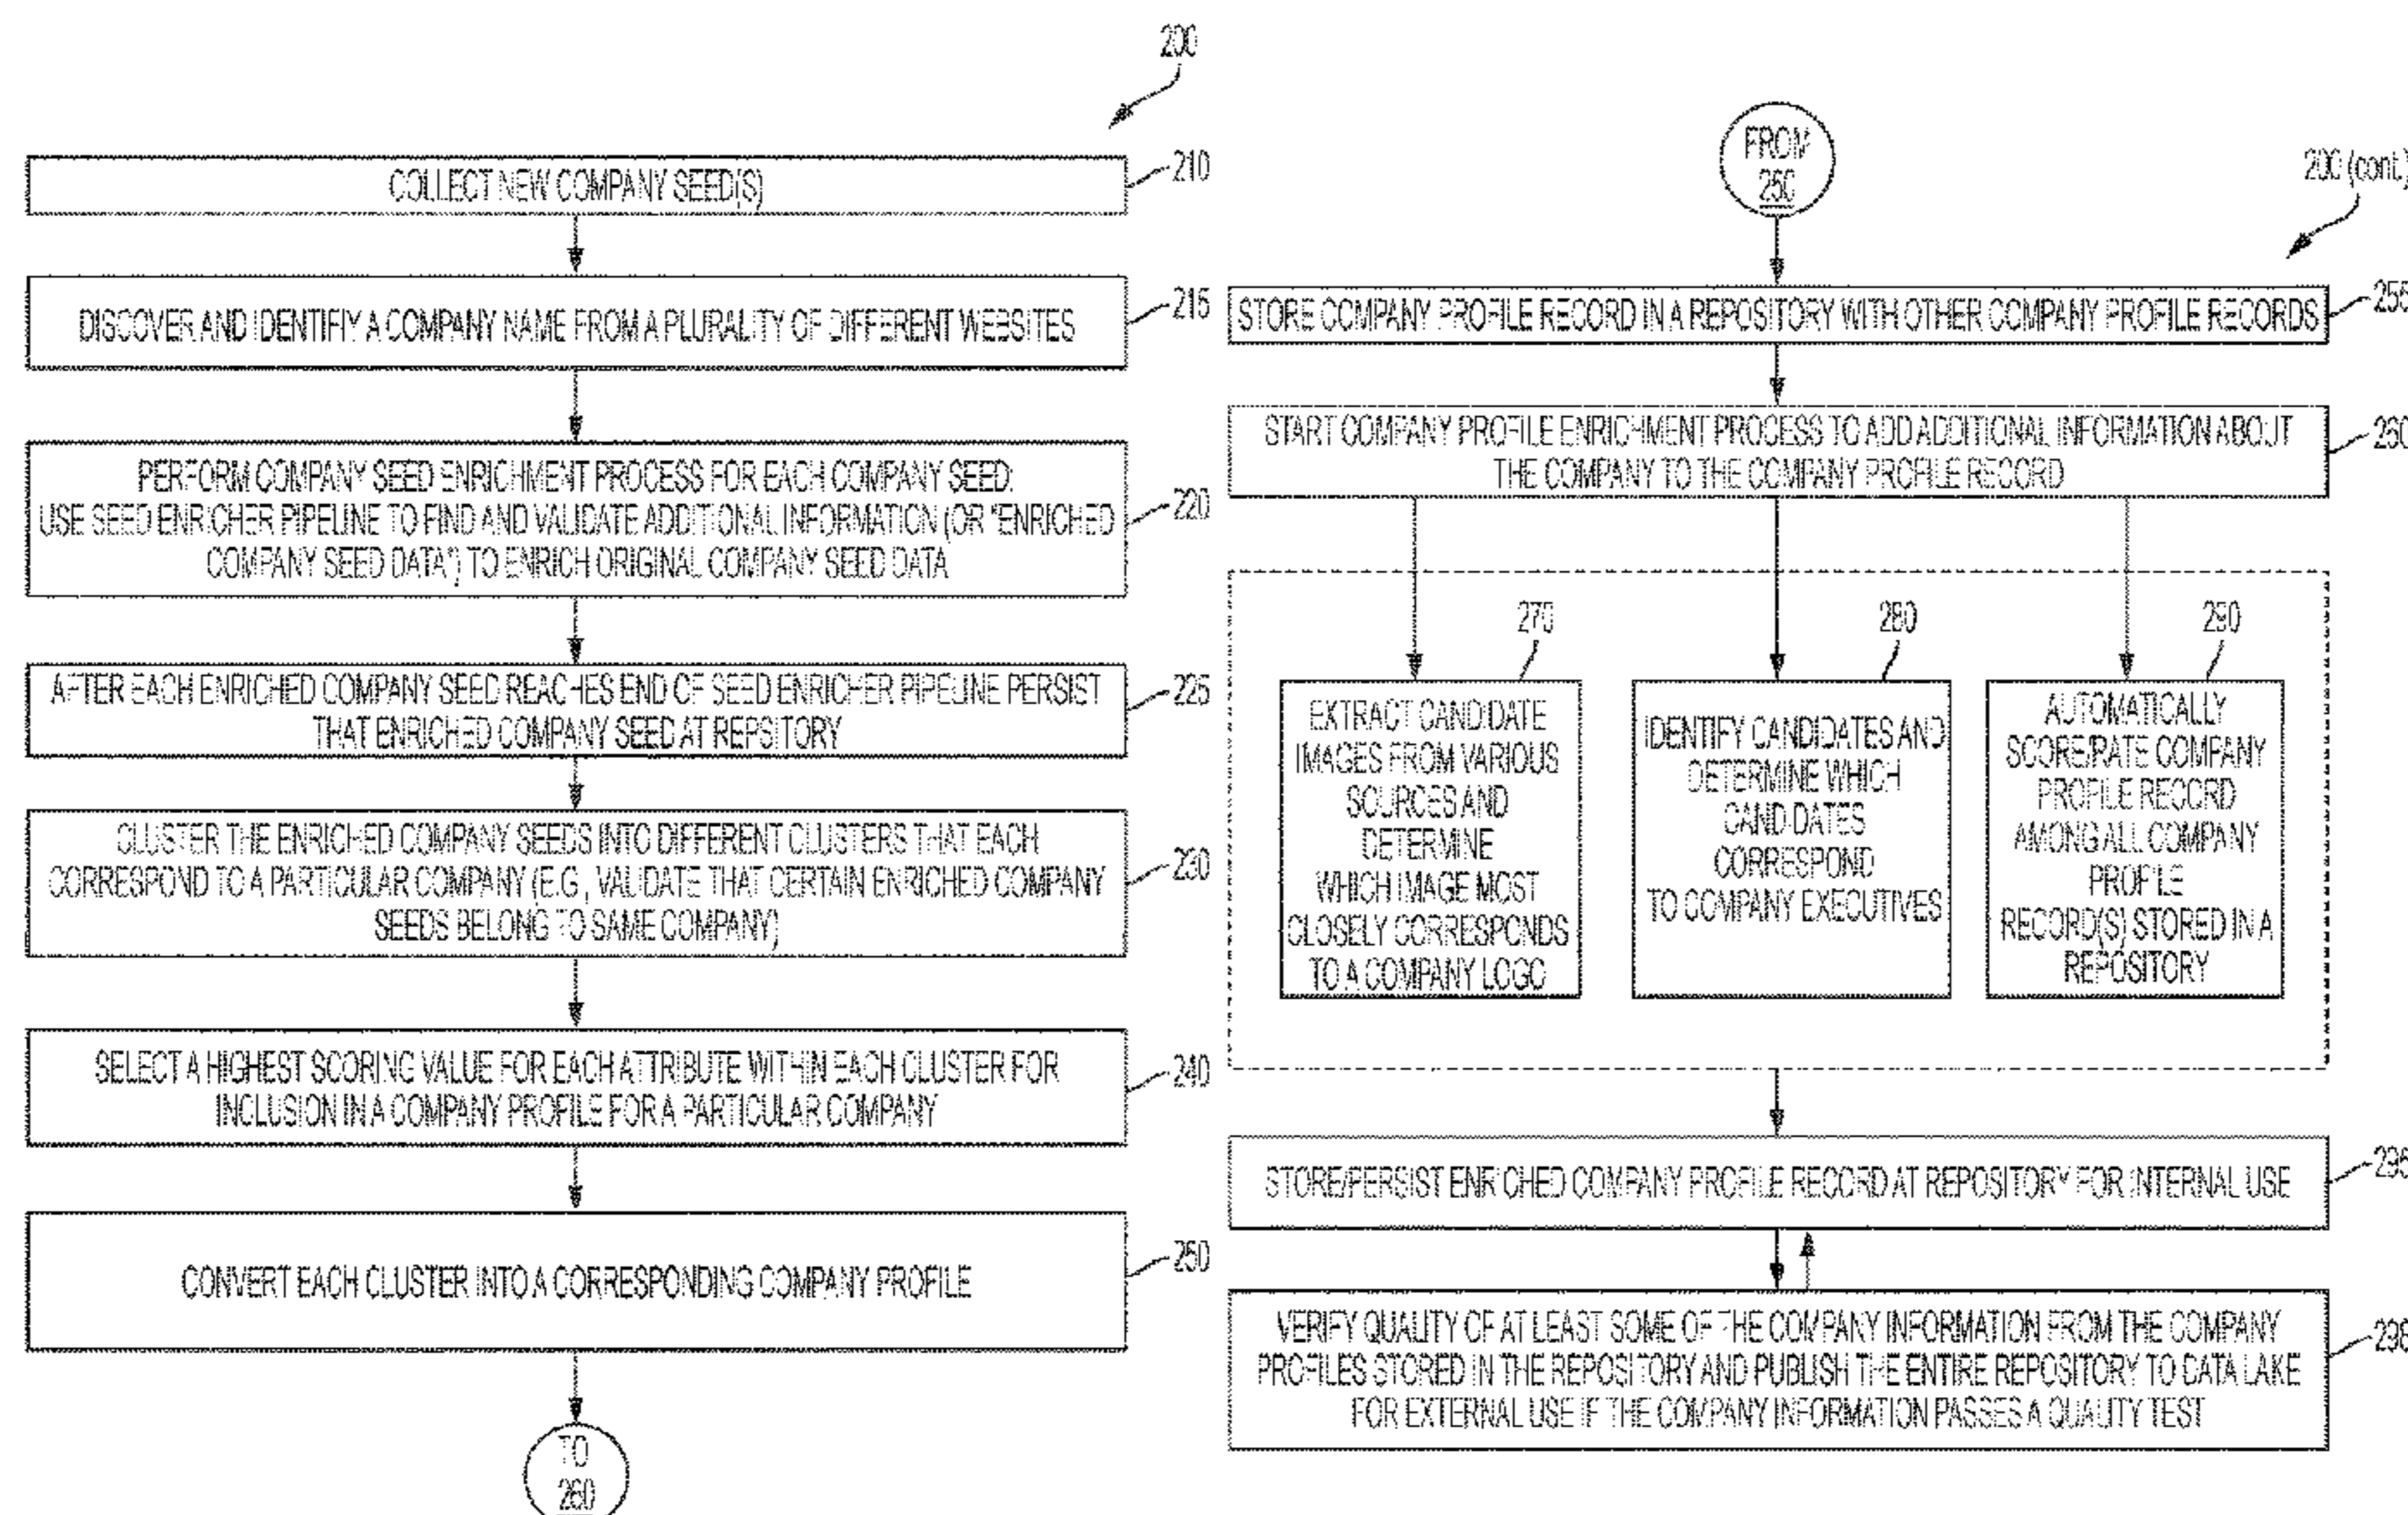 200
COLLECT NEW COMPANY SEED(S)
210
DISCOVER AND IDENTIFIY A COMPANY NAME FROM A PLURALITY OF DIFFERENT WEBSITES
215
PERFORM COMPANY SEED ENRICHMENT PROCESS FOR EACH COMPANY SEED:
USE SEED ENRICHER PIPELINE TO FIND AND VALIDATE ADDITIONAL INFORMATION (OR "ENRICHED
COMPANY SEED DATA") TO ENRICH ORIGINAL COMPANY SEED DATA
220
AFTER EACH ENRICHED COMPANY SEED REACHES END OF SEED ENRICHER PIPELINE PERSIST
THAT ENRICHED COMPANY SEED AT REPSITORY
225
CLUSTER THE ENRICHED COMPANY SEEDS INTO DIFFERENT CLUSTERS THAT EACH
CORRESPOND TO A PARTICULAR COMPANY (E.G., VALIDATE THAT CERTAIN ENRICHED COMPANY
SEEDS BELONG TO SAME COMPANY)
230
SELECT A HIGHEST SCORING VALUE FOR EACH ATTRIBUTE WITHIN EACH CLUSTER FOR
INCLUSION IN A COMPANY PROFILE FOR A PARTICULAR COMPANY
240
CONVERT EACH CLUSTER INTO A CORRESPONDING COMPANY PROFILE
250
TO
260
FROM
250
200 (cont.)
STORE COMPANY PROFILE RECORD IN A REPOSITORY WITH OTHER COMPANY PROFILE RECORDS
255
START COMPANY PROFILE ENRICHMENT PROCESS TO ADD ADDITIONAL INFORMATION ABOUT
THE COMPANY TO THE COMPANY PROFILE RECORD
260
270
EXTRACT CANDIDATE
IMAGES FROM VARIOUS
SOURCES AND
DETERMINE
WHICH IMAGE MOST
CLOSELY CORRESPONDS
TO A COMPANY LOGO
280
IDENTIFY CANDIDATES AND
DETERMINE WHICH
CANDIDATES
CORRESPOND
TO COMPANY EXECUTIVES
290
AUTOMATICALLY
SCORE/RATE COMPANY
PROFILE RECORD
AMONG ALL COMPANY
PROFILE
RECORD(S) STORED IN A
REPOSITORY
STORE/PERSIST ENRICHED COMPANY PROFILE RECORD AT REPOSITORY FOR INTERNAL USE
295
VERIFY QUALITY OF AT LEAST SOME OF THE COMPANY INFORMATION FROM THE COMPANY
PROFILES STORED IN THE REPOSITORY AND PUBLISH THE ENTIRE REPOSITORY TO DATA LAKE
FOR EXTERNAL USE IF THE COMPANY INFORMATION PASSES A QUALITY TEST